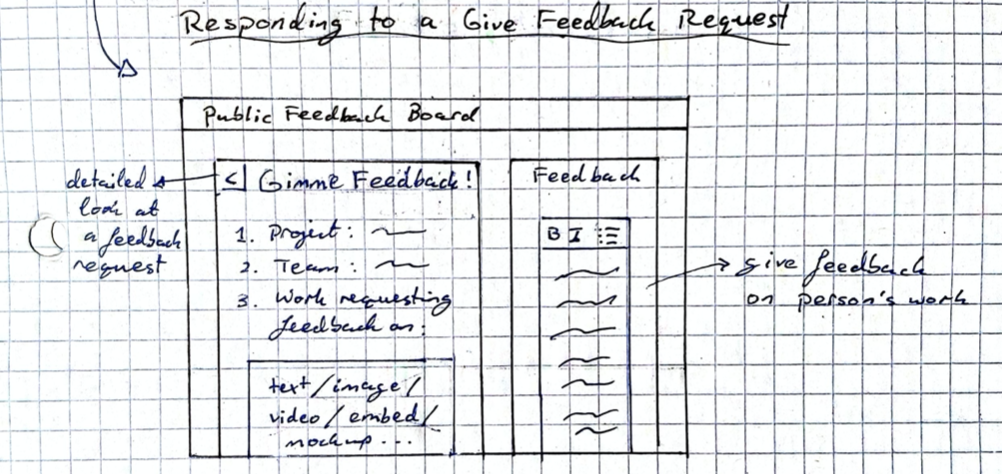 Responding to a Give Feedback Request
Public Feedback Board
detailed
look at
a feedback
request
< Gimme Feedback!
1. Project:
2. Team:
3. Work requesting
feedback on:
text/image/
video/embed/
mockup...
Feedback
B I
give feedback
on person's work